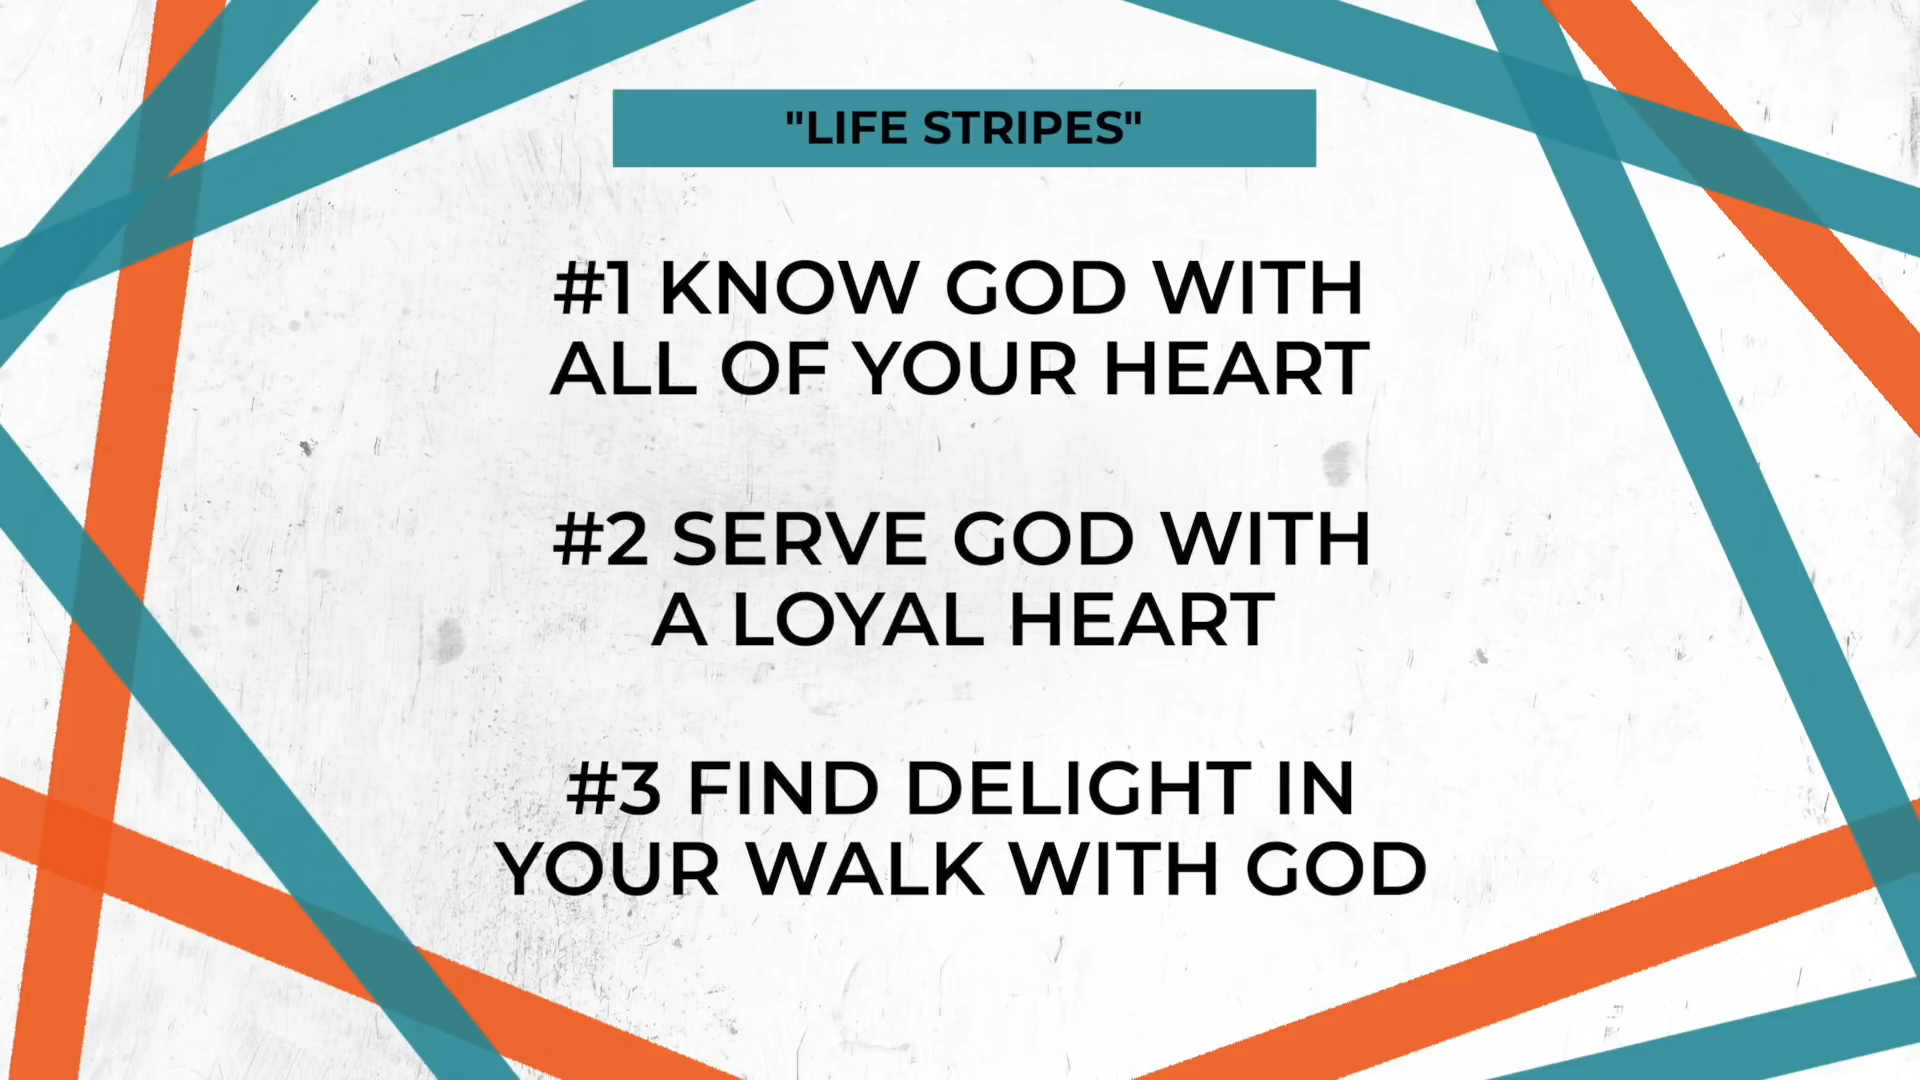 "LIFE STRIPES"
#1 KNOW GOD WITH
ALL OF YOUR HEART
#2 SERVE GOD WITH
A LOYAL HEART
#3 FIND DELIGHT IN
YOUR WALK WITH GOD